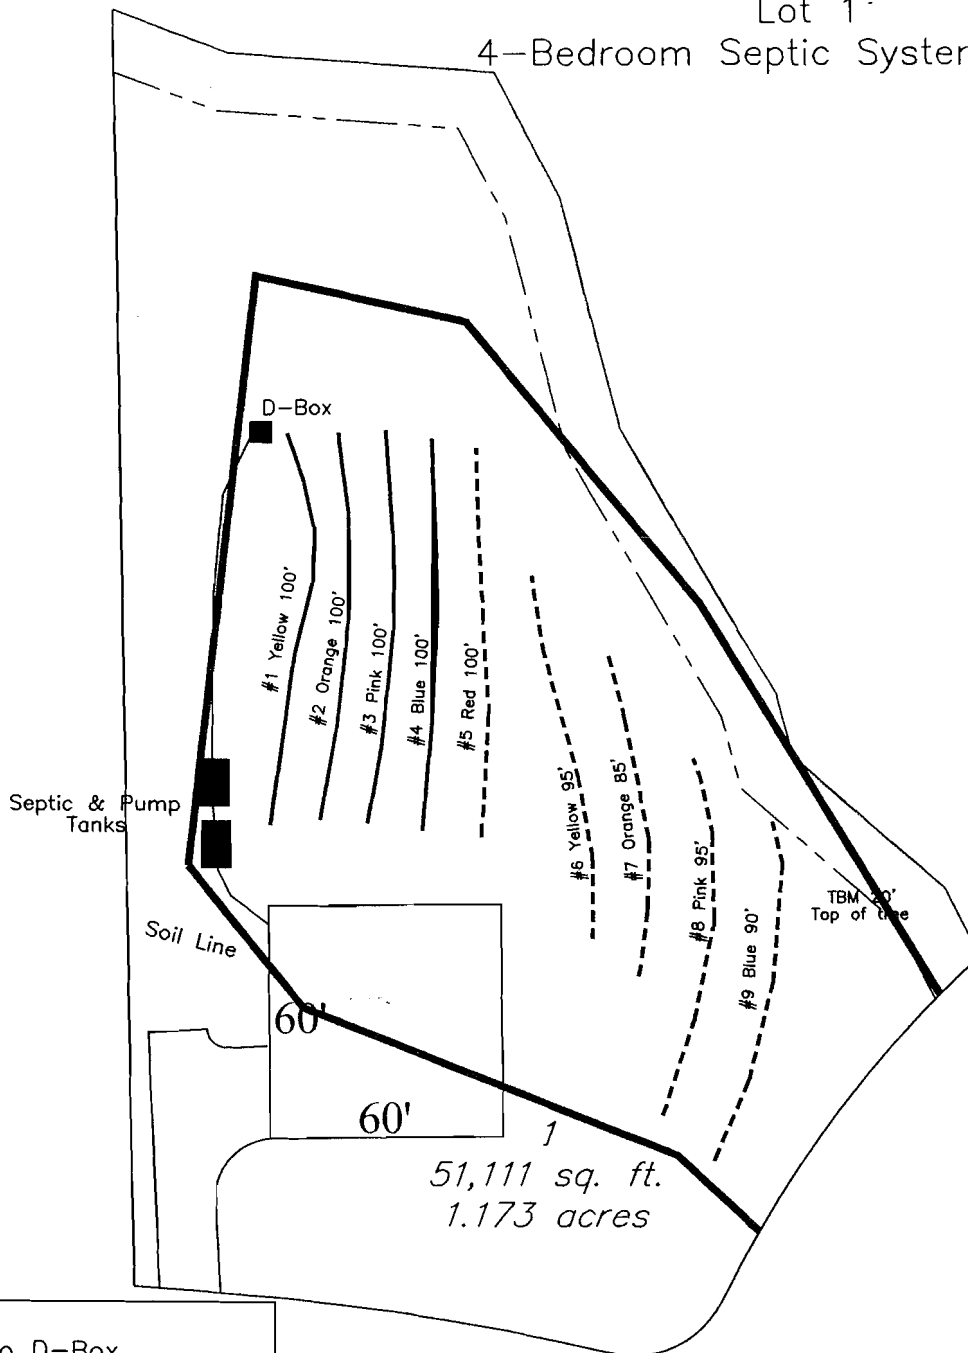 Lot 1
4-Bedroom Septic System
D-Box
#1 Yellow 100'
#2 Orange 100'
#3 Pink 100'
#4 Blue 100'
#5 Red 100'
#6 Yellow 95'
#7 Orange 85'
#8 Pink 95'
#9 Blue 90'
Septic & Pump
Tanks
TBM 20'
Top of tree
Soil Line
60'
60'
1
51,111 sq. ft.
1.173 acres
D-Box